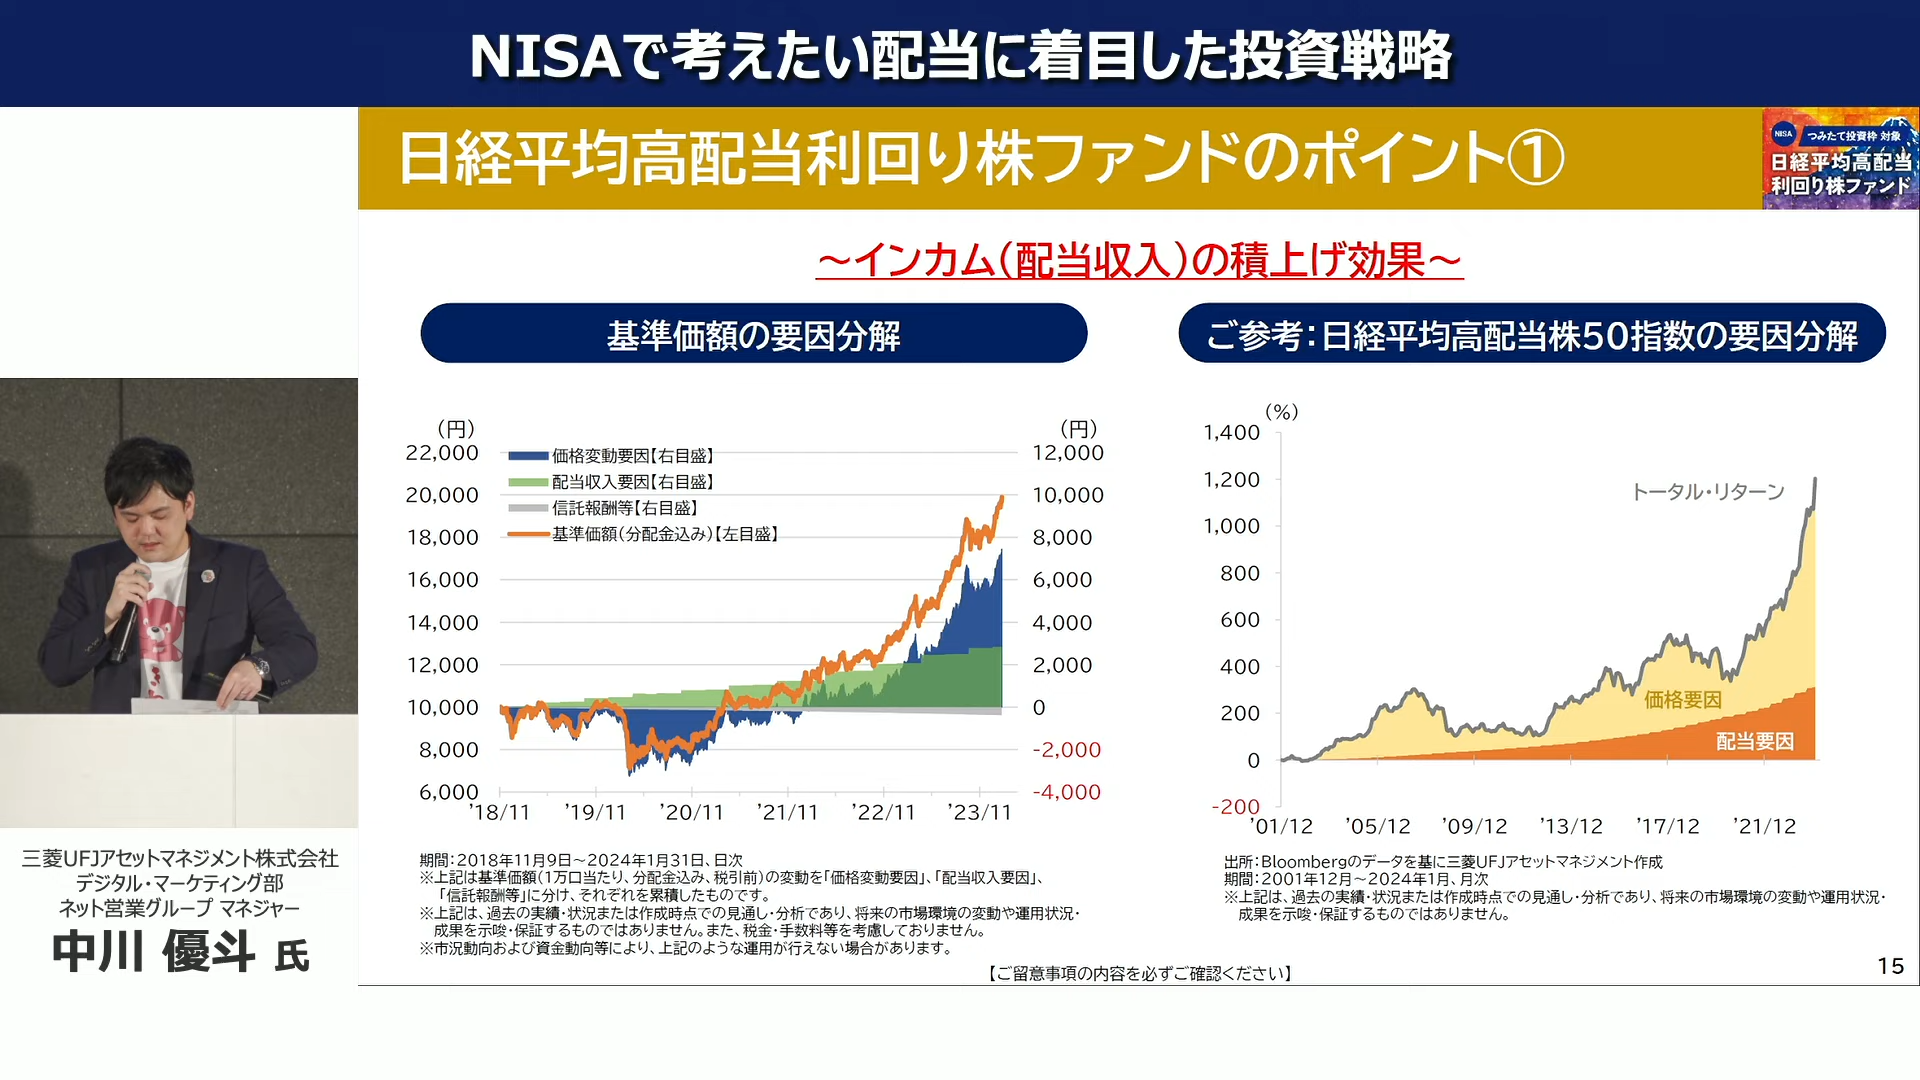 NISAで考えたい配当に着目した投資戦略
日経平均高配当利回り株ファンドのポイント①
NISA つみたて投資枠 対象
日経平均高配当
利回り株ファンド
～インカム（配当収入）の積上げ効果～
基準価額の要因分解
（円）
（円）
22,000
20,000
18,000
16,000
14,000
12,000
10,000
8,000
6,000
価格変動要因【右目盛】
配当収入要因【右目盛】
信託報酬等【右目盛】
基準価額（分配金込み）【左目盛】
12,000
10,000
8,000
6,000
4,000
2,000
0
-2,000
-4,000
'18/11 '19/11 '20/11 '21/11 '22/11 '23/11
期間：2018年11月9日～2024年1月31日、日次
※上記は基準価額（1万口当たり、分配金込み、税引前）の変動を「価格変動要因」、「配当収入要因」、
「信託報酬等」に分け、それぞれを累積したものです。
※上記は、過去の実績・状況または作成時点での見通し・分析であり、将来の市場環境の変動や運用状況・
成果を示唆・保証するものではありません。また、税金・手数料等を考慮しておりません。
※市況動向および資金動向等により、上記のような運用が行えない場合があります。
ご参考：日経平均高配当株50指数の要因分解
（%）
1,400
1,200
1,000
800
600
400
200
0
-200
トータル・リターン
価格要因
配当要因
'01/12 '05/12 '09/12 '13/12 '17/12 '21/12
出所：Bloombergのデータを基に三菱UFJアセットマネジメント作成
期間：2001年12月～2024年1月、月次
※上記は、過去の実績・状況または作成時点での見通し・分析であり、将来の市場環境の変動や運用状況・
成果を示唆・保証するものではありません。
【ご留意事項の内容を必ずご確認ください】
15
三菱UFJアセットマネジメント株式会社
デジタル・マーケティング部
ネット営業グループ マネジャー
中川 優斗 氏